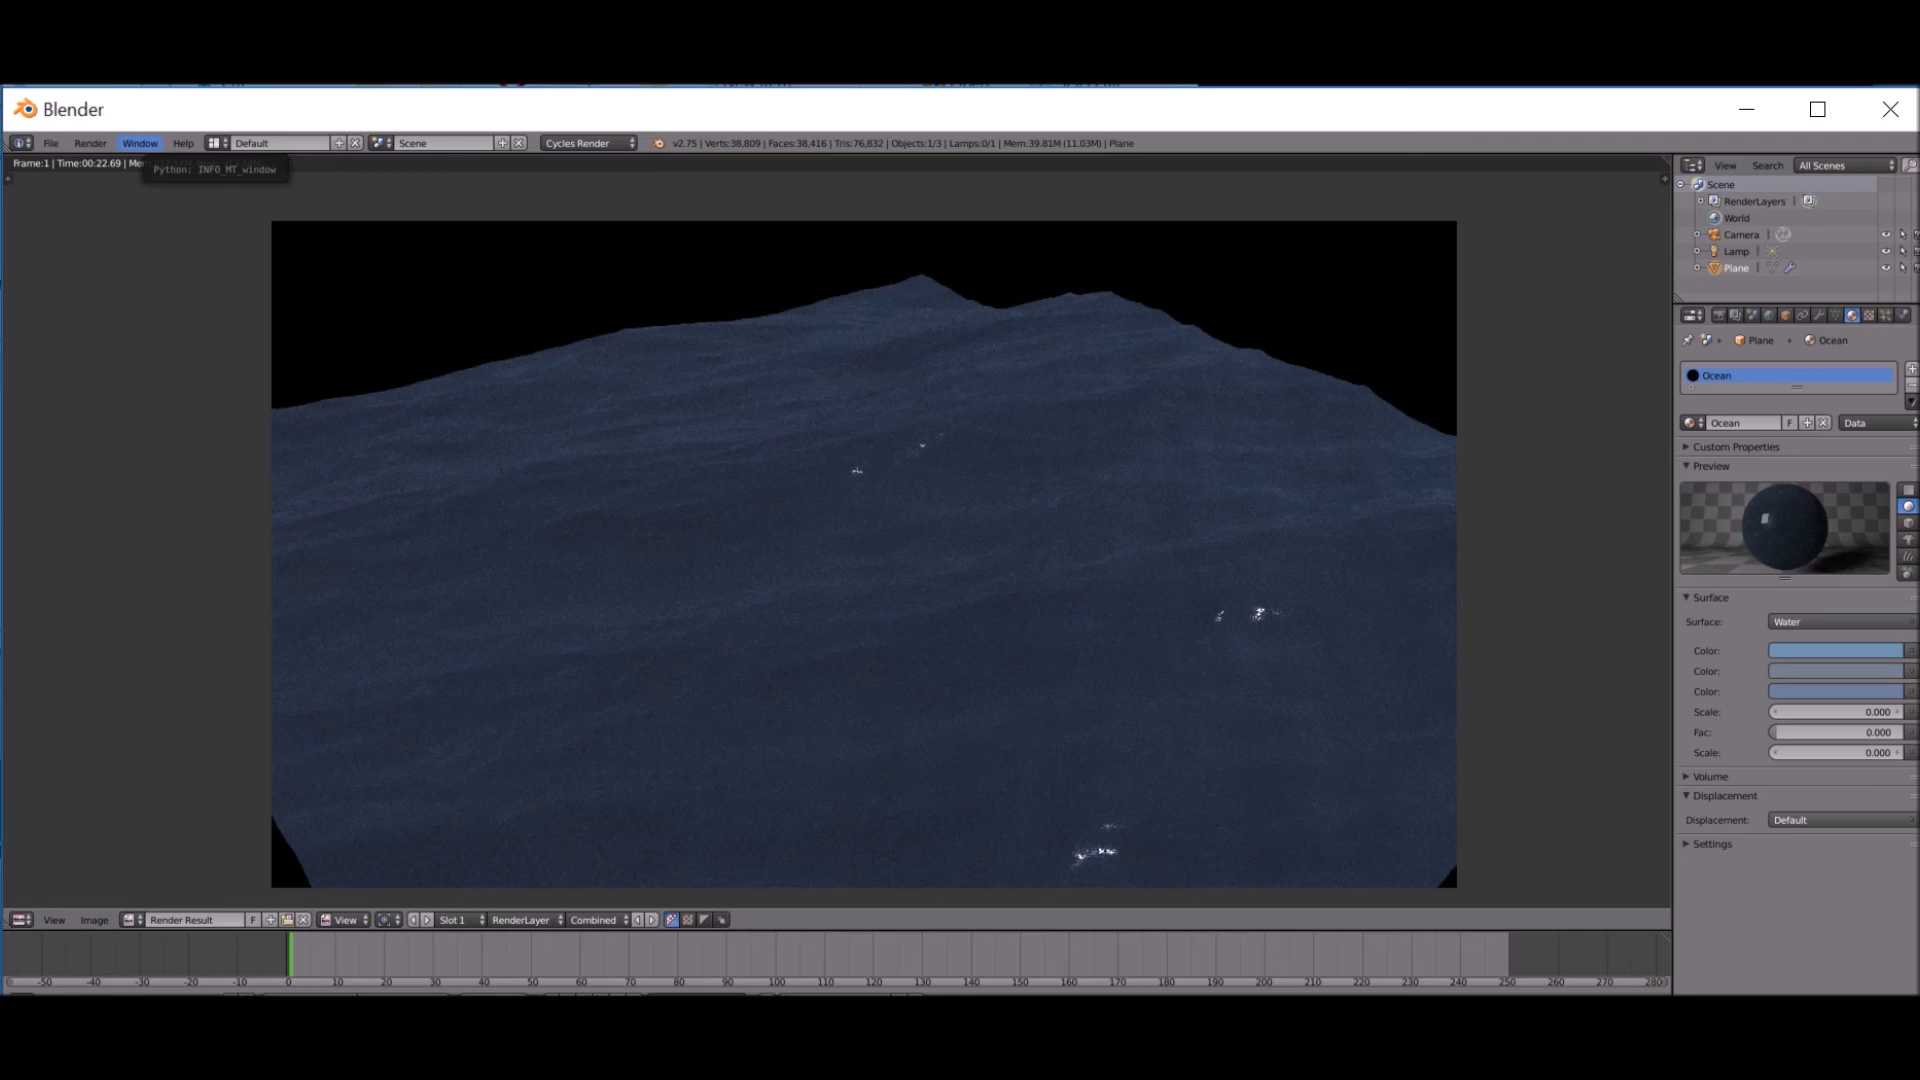 Blender
File Render Window Help Default Scene Cycles Render v2.75 | Verts:38,809 | Faces:38,416 | Tris:76,832 | Objects:1/3 | Lamps:0/1 | Mem:39.81M (11.03M) | Plane
Frame:1 | Time:00:22.69 | Me
Python: INFO_MT_window
View Search All Scenes
Scene
RenderLayers |
World
Camera |
Lamp |
Plane |
Plane Ocean
Ocean
Ocean F Data
Custom Properties
Preview
Surface
Surface: Water
Color:
Color:
Color:
Scale: 0.000
Fac: 0.000
Scale: 0.000
Volume
Displacement
Displacement: Default
Settings
View Image Render Result F View Slot 1 RenderLayer Combined
-50 -40 -30 -20 -10 0 10 20 30 40 50 60 70 80 90 100 110 120 130 140 150 160 170 180 190 200 210 220 230 240 250 260 270 280